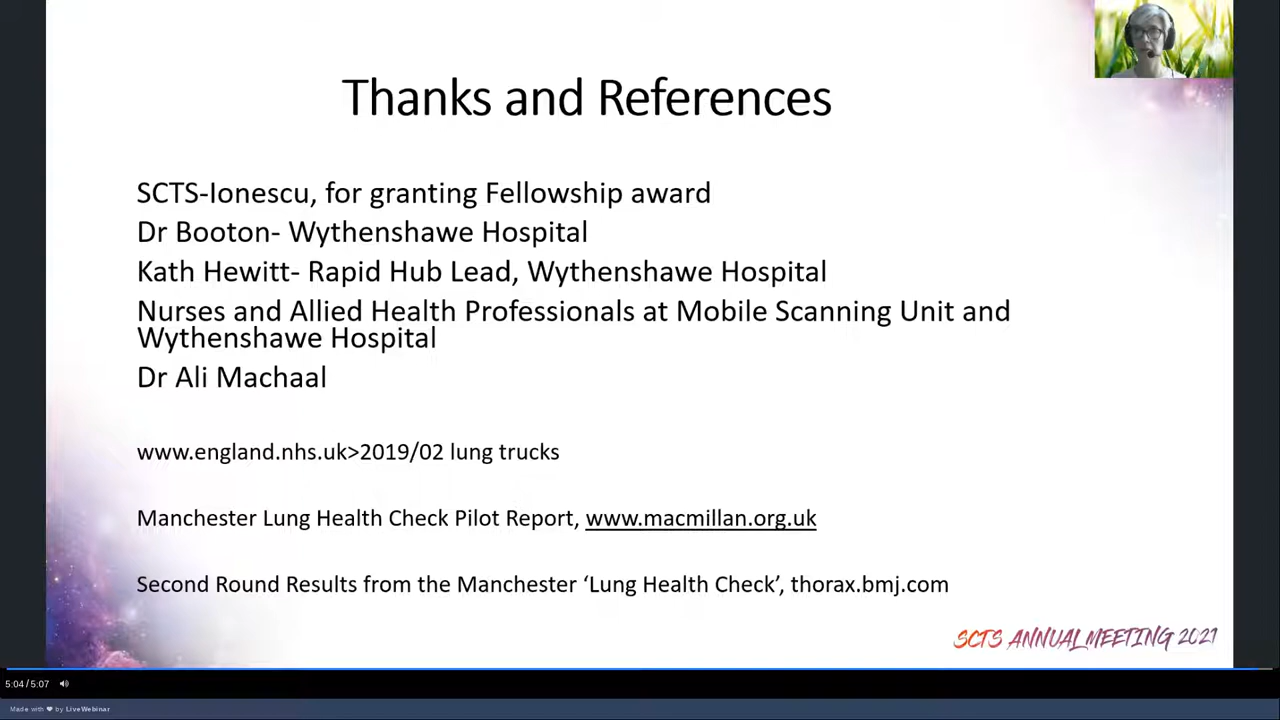 Thanks and References
SCTS-Ionescu, for granting Fellowship award
Dr Booton- Wythenshawe Hospital
Kath Hewitt- Rapid Hub Lead, Wythenshawe Hospital
Nurses and Allied Health Professionals at Mobile Scanning Unit and
Wythenshawe Hospital
Dr Ali Machaal
www.england.nhs.uk>2019/02 lung trucks
Manchester Lung Health Check Pilot Report, www.macmillan.org.uk
Second Round Results from the Manchester ‘Lung Health Check’, thorax.bmj.com
SCTS ANNUAL MEETING 2021
5:04/5:07
Made with ❤ by LiveWebinar